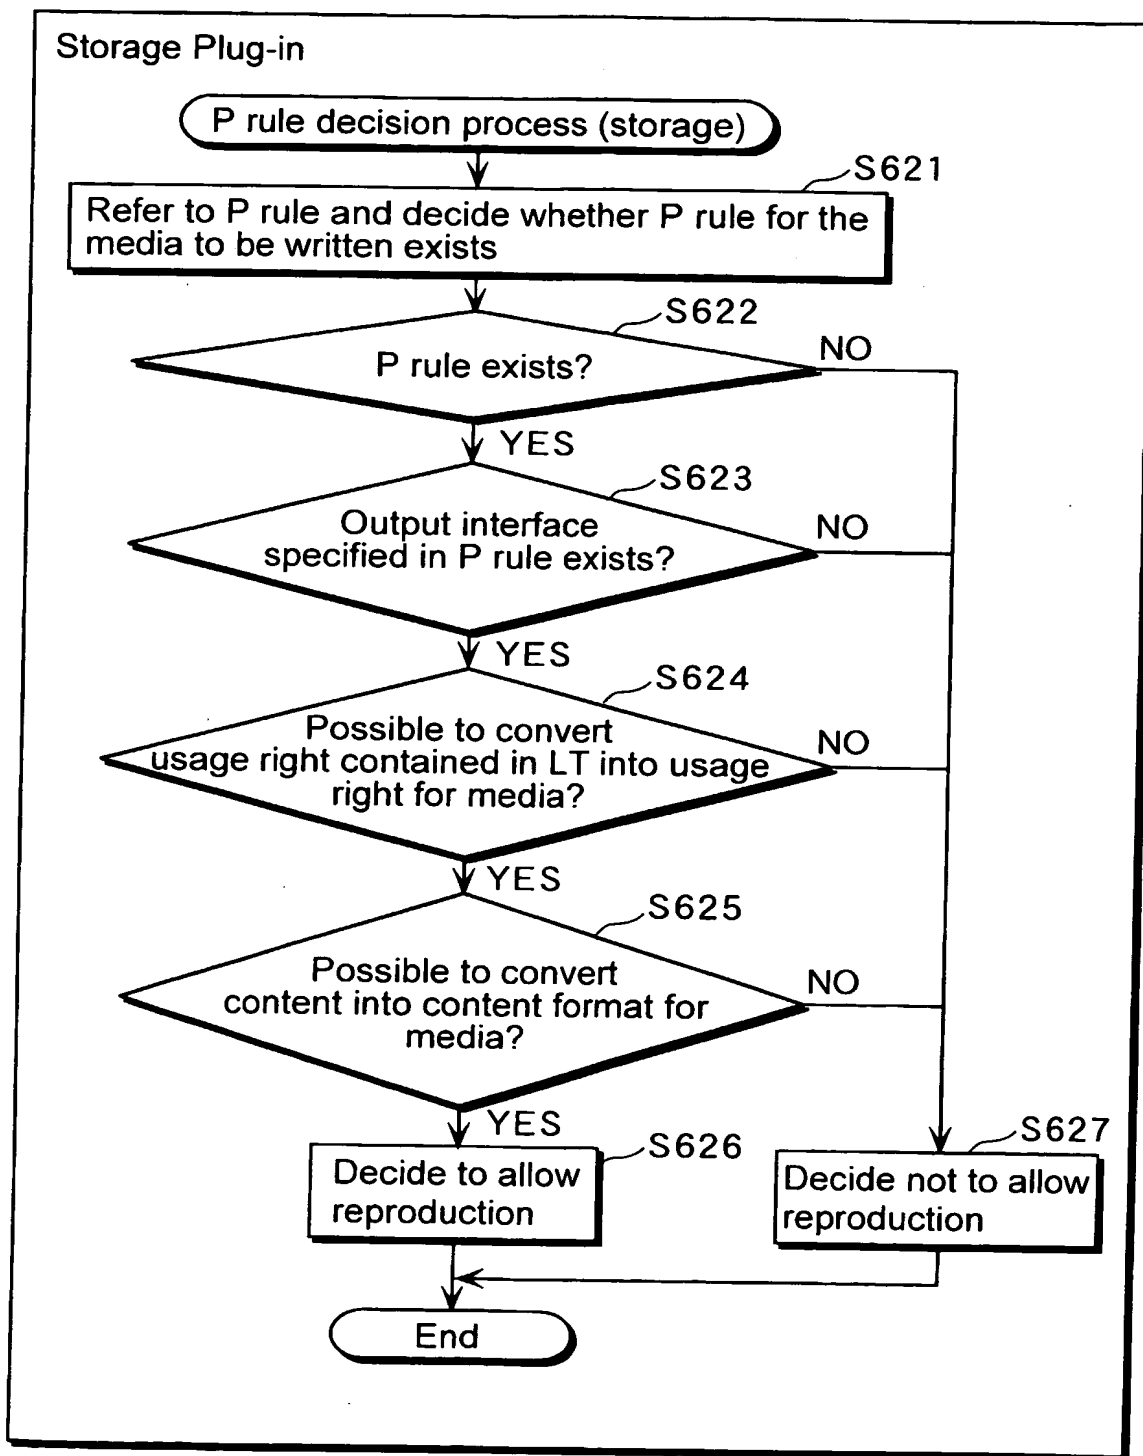 Storage Plug-in
P rule decision process (storage)
S621
Refer to P rule and decide whether P rule for the
media to be written exists
S622
P rule exists?
NO
YES
S623
Output interface
specified in P rule exists?
NO
YES
S624
Possible to convert
usage right contained in LT into usage
right for media?
NO
YES
S625
Possible to convert
content into content format for
media?
NO
YES
S626
Decide to allow
reproduction
S627
Decide not to allow
reproduction
End